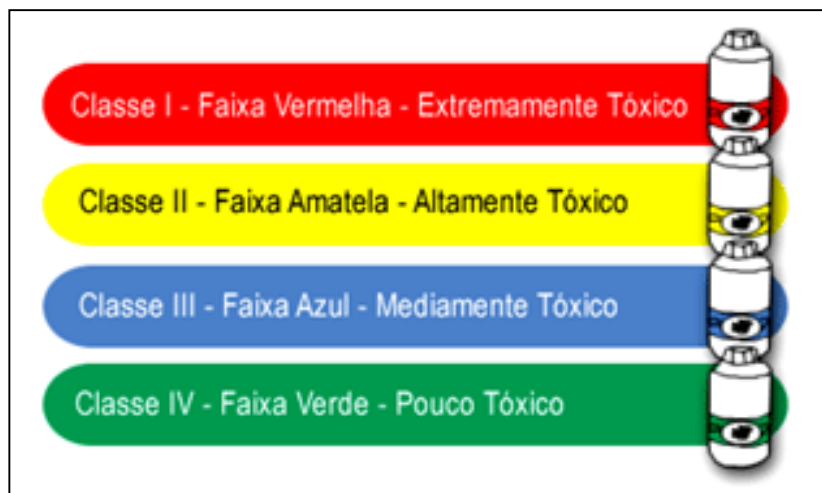 Classe I - Faixa Vermelha - Extremamente Tóxico
Classe II - Faixa Amatela - Altamente Tóxico
Classe III - Faixa Azul - Mediamente Tóxico
Classe IV - Faixa Verde - Pouco Tóxico